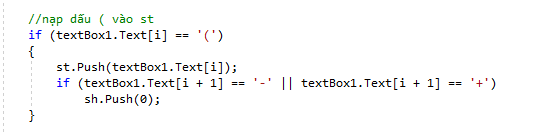 //nạp dấu ( vào st
if (textBox1.Text[i] == '(')
{
st.Push(textBox1.Text[i]);
if (textBox1.Text[i + 1] == '-' || textBox1.Text[i + 1] == '+')
sh.Push(0);
}